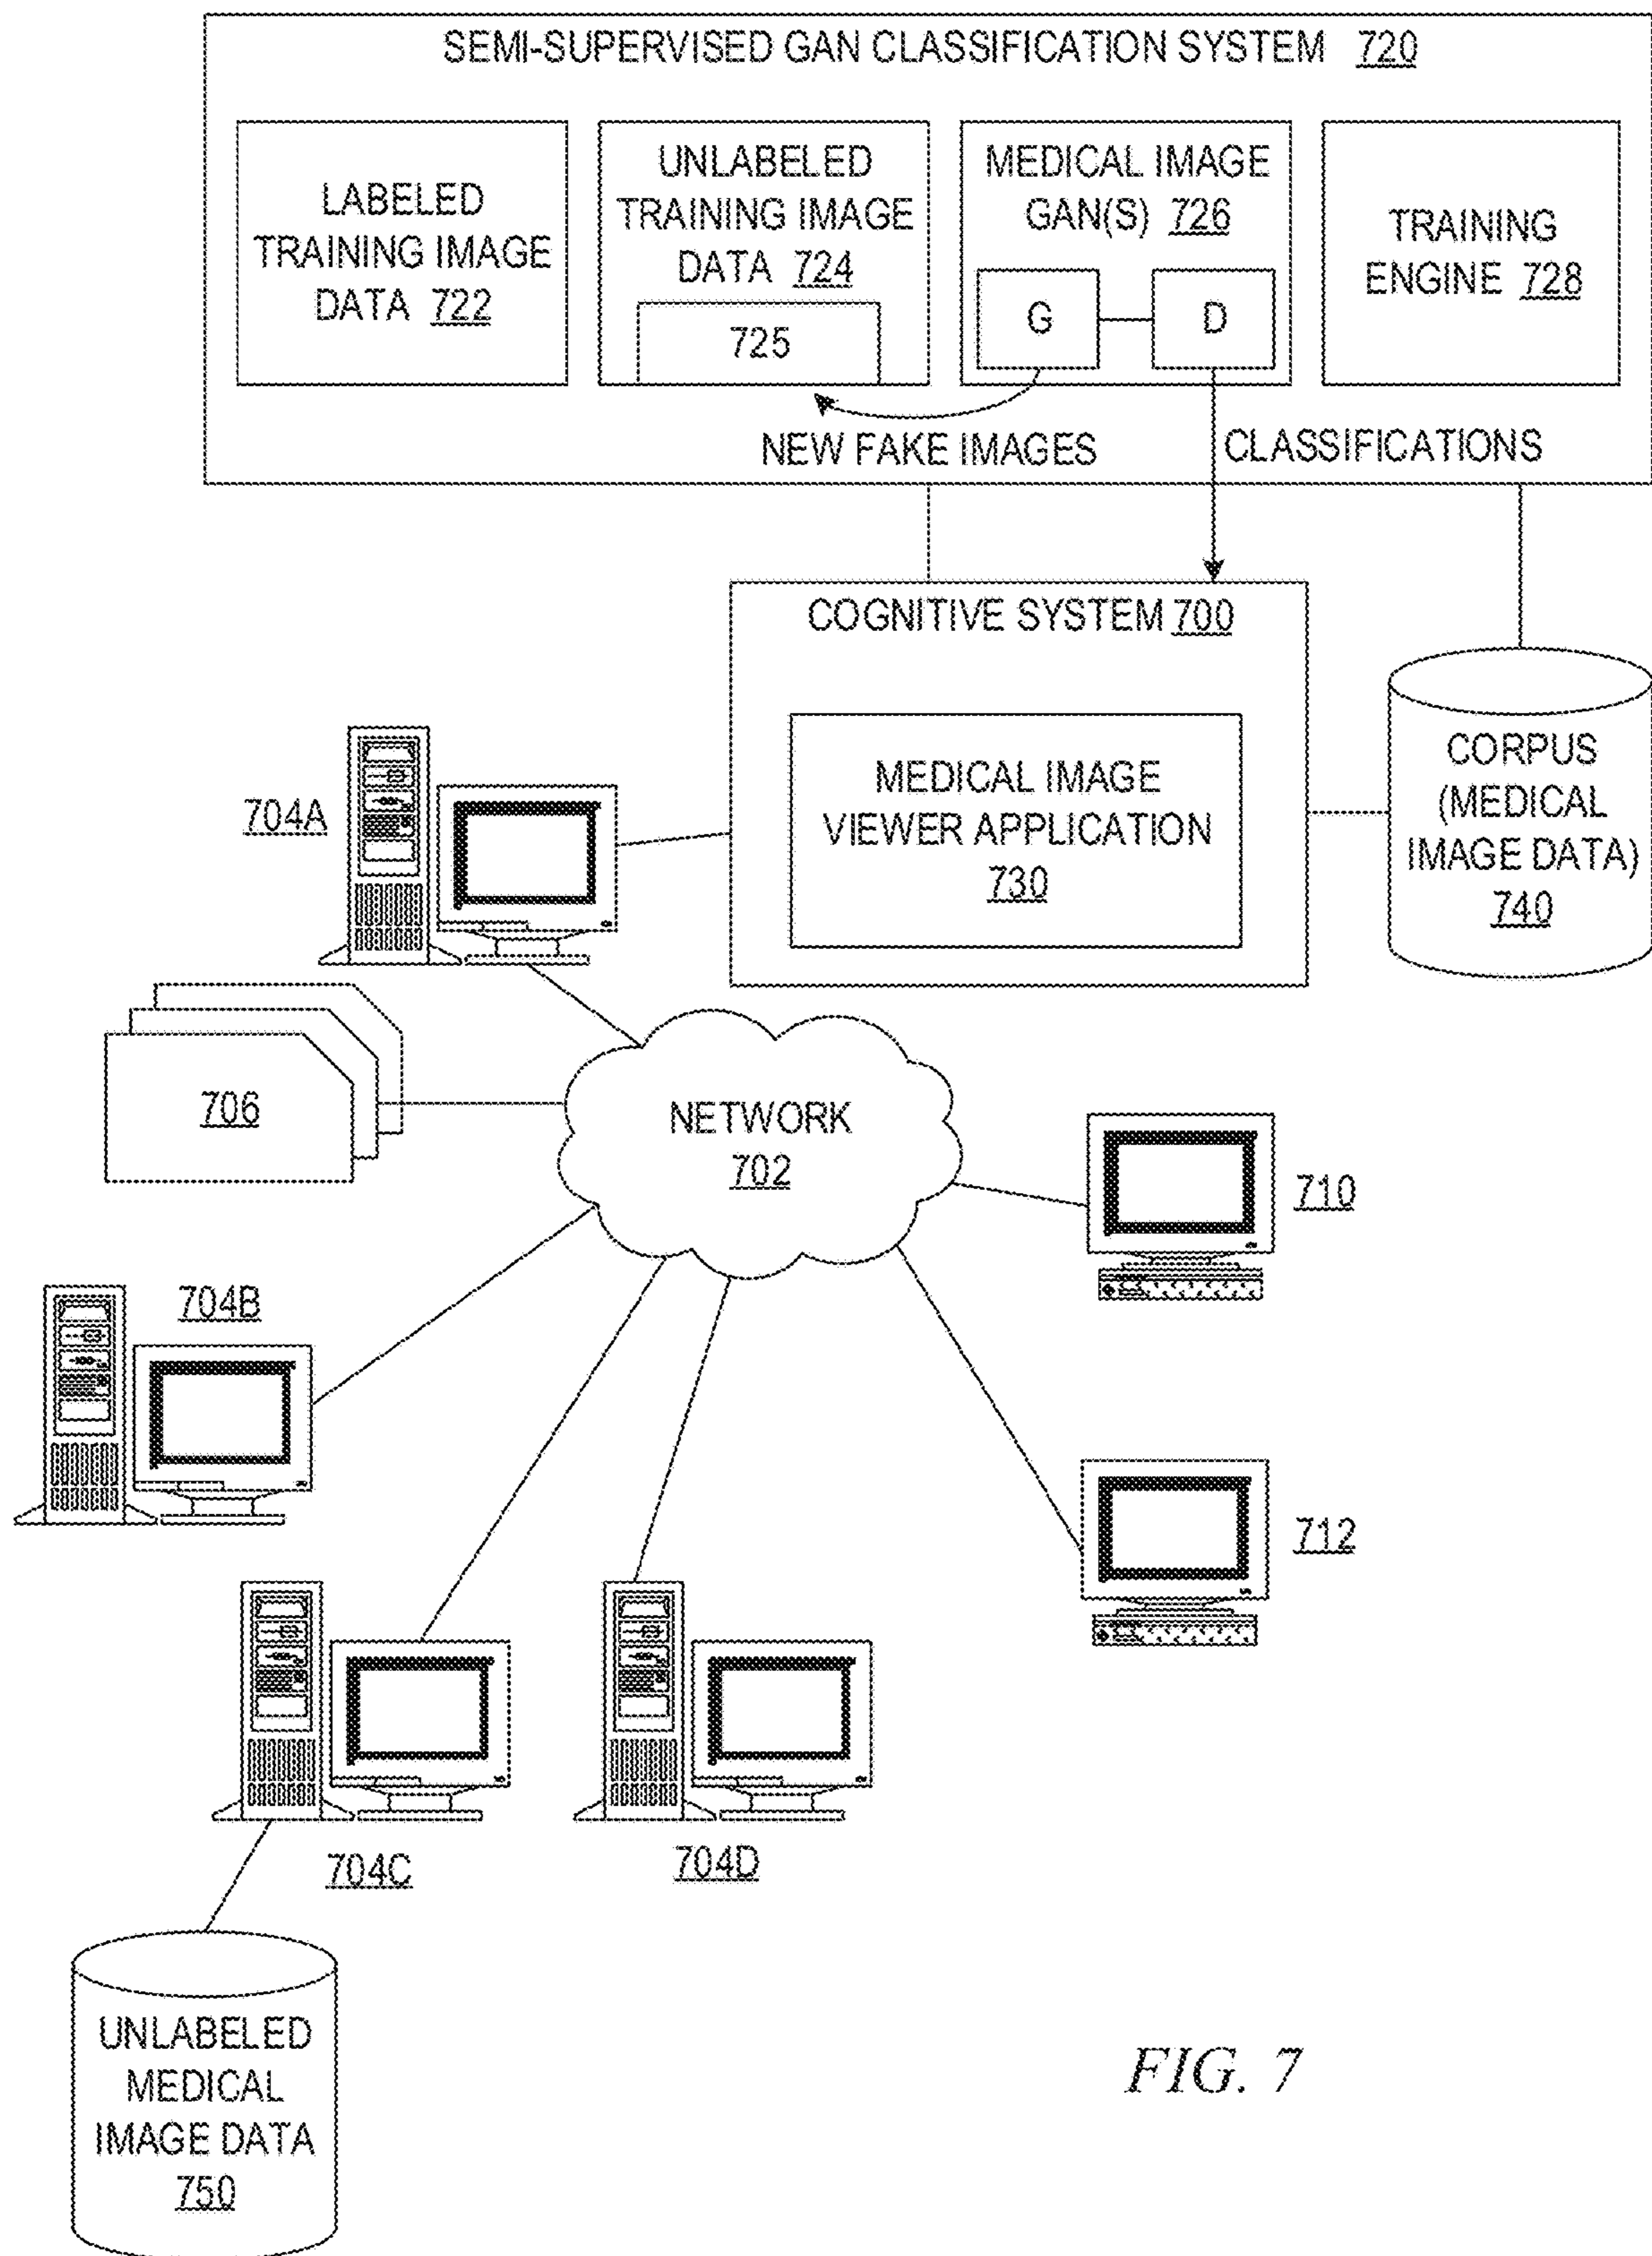 SEMI-SUPERVISED GAN CLASSIFICATION SYSTEM 720
LABELED
TRAINING IMAGE
DATA 722
UNLABELED
TRAINING IMAGE
DATA 724
725
MEDICAL IMAGE
GAN(S) 726
G
D
TRAINING
ENGINE 728
NEW FAKE IMAGES
CLASSIFICATIONS
COGNITIVE SYSTEM 700
MEDICAL IMAGE
VIEWER APPLICATION
730
CORPUS
(MEDICAL
IMAGE DATA)
740
704A
706
NETWORK
702
710
704B
712
704C
704D
UNLABELED
MEDICAL
IMAGE DATA
750
FIG. 7